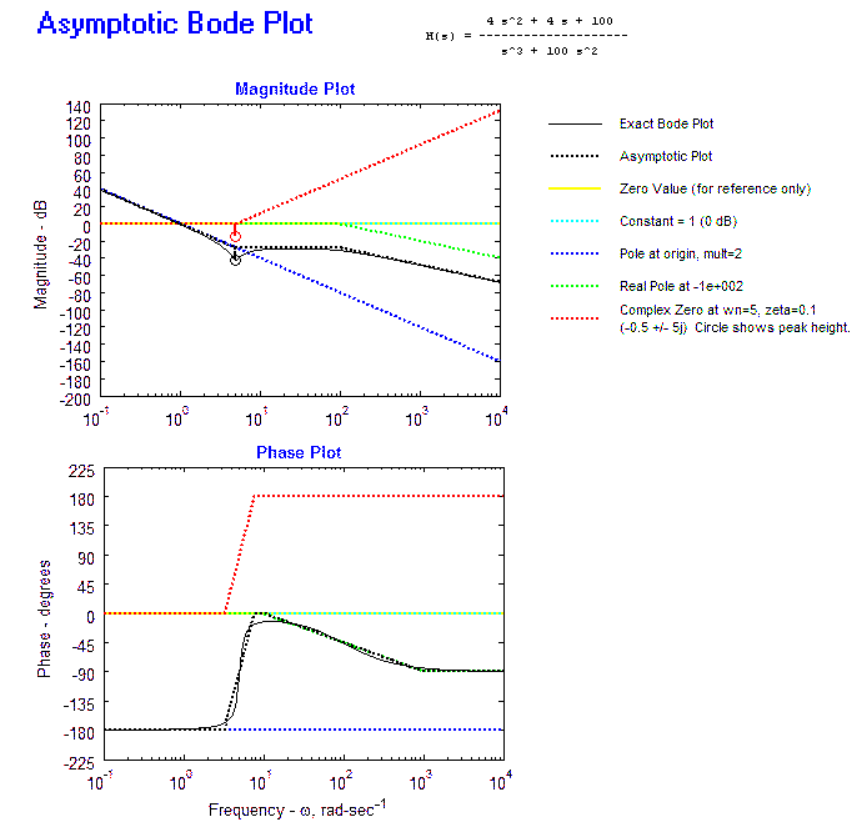 Asymptotic Bode Plot
4 s^2 + 4 s + 100
H(s) = ----------------------
s^3 + 100 s^2
Magnitude Plot
Magnitude - dB
140
120
100
80
60
40
20
0
-20
-40
-60
-80
-100
-120
-140
-160
-180
-200
10^-1
10^0
10^1
10^2
10^3
10^4
Exact Bode Plot
Asymptotic Plot
Zero Value (for reference only)
Constant = 1 (0 dB)
Pole at origin, mult=2
Real Pole at -1e+002
Complex Zero at wn=5, zeta=0.1
(-0.5 +/- 5j) Circle shows peak height.
Phase Plot
Phase - degrees
225
180
135
90
45
0
-45
-90
-135
-180
-225
10^-1
10^0
10^1
10^2
10^3
10^4
Frequency - ω, rad-sec^-1